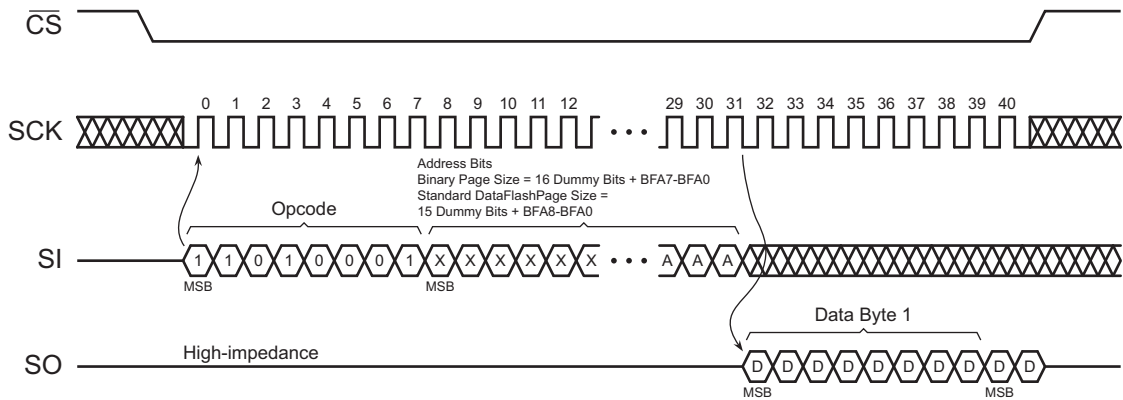 CS
SCK
0 1 2 3 4 5 6 7 8 9 10 11 12 29 30 31 32 33 34 35 36 37 38 39 40
Address Bits
Binary Page Size = 16 Dummy Bits + BFA7-BFA0
Standard DataFlashPage Size =
15 Dummy Bits + BFA8-BFA0
Opcode
SI
1 1 0 1 0 0 0 1 X X X X X X • • • A A A
MSB MSB
Data Byte 1
SO
High-impedance
D D D D D D D D D D
MSB MSB